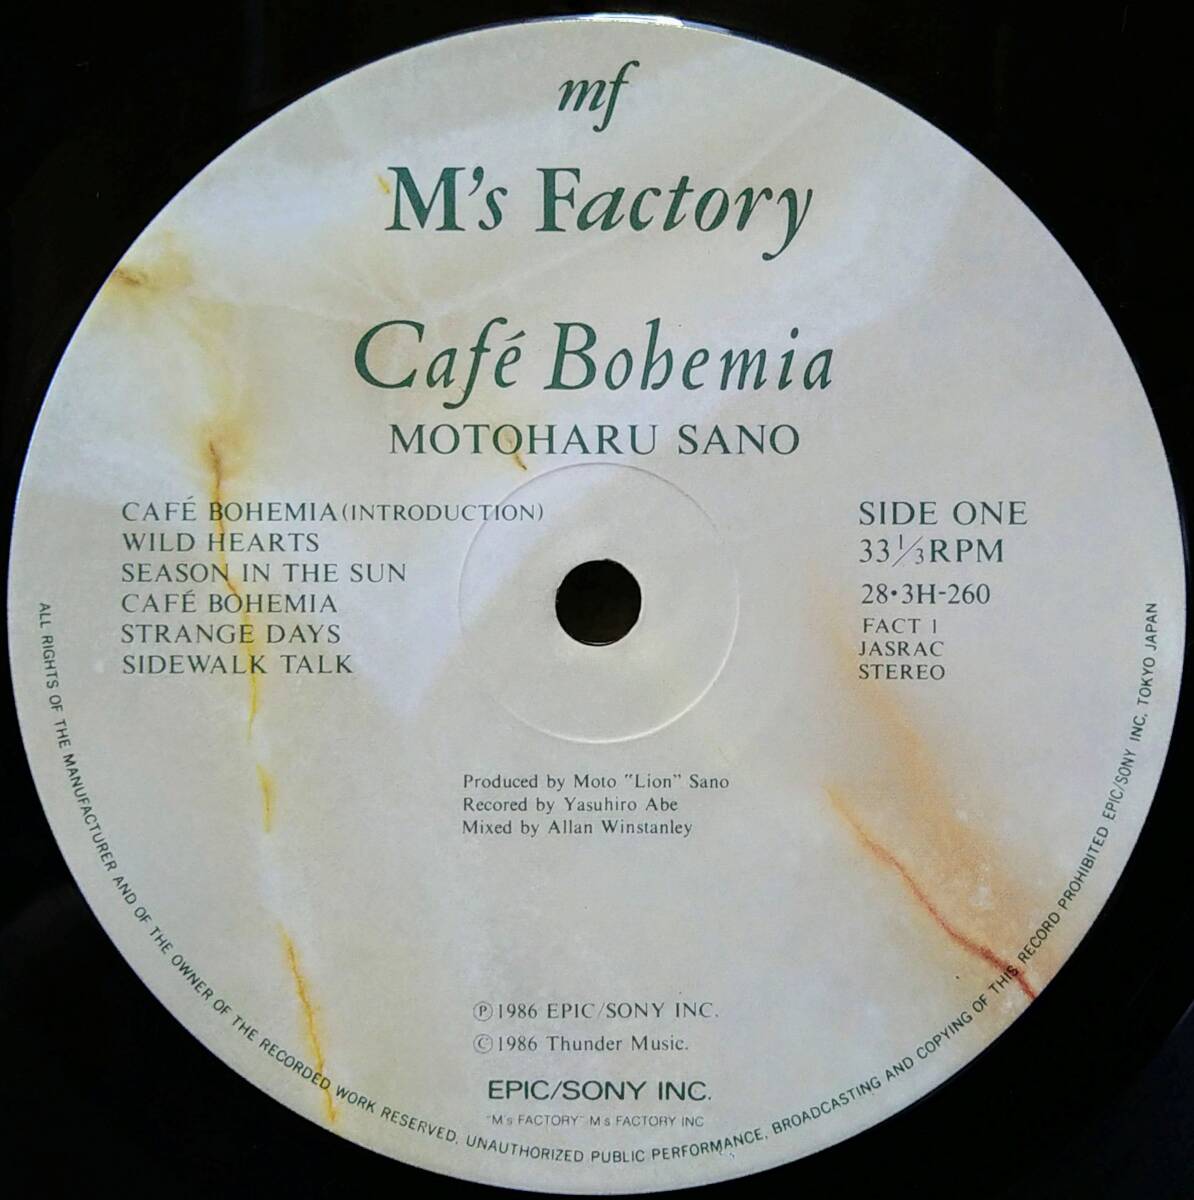 mf
M's Factory
Café Bohemia
MOTOHARU SANO
CAFÉ BOHEMIA (INTRODUCTION)
WILD HEARTS
SEASON IN THE SUN
CAFÉ BOHEMIA
STRANGE DAYS
SIDEWALK TALK
SIDE ONE
33⅓RPM
28•3H-260
FACT 1
JASRAC
STEREO
Produced by Moto "Lion" Sano
Recored by Yasuhiro Abe
Mixed by Allan Winstanley
Ⓟ1986 EPIC/SONY INC.
©1986 Thunder Music.
EPIC/SONY INC.
"M's FACTORY" M's FACTORY INC
ALL RIGHTS OF THE MANUFACTURER AND OF THE OWNER OF THE RECORDED WORK RESERVED. UNAUTHORIZED PUBLIC PERFORMANCE, BROADCASTING AND COPYING OF THIS RECORD PROHIBITED EPIC/SONY INC. TOKYO JAPAN